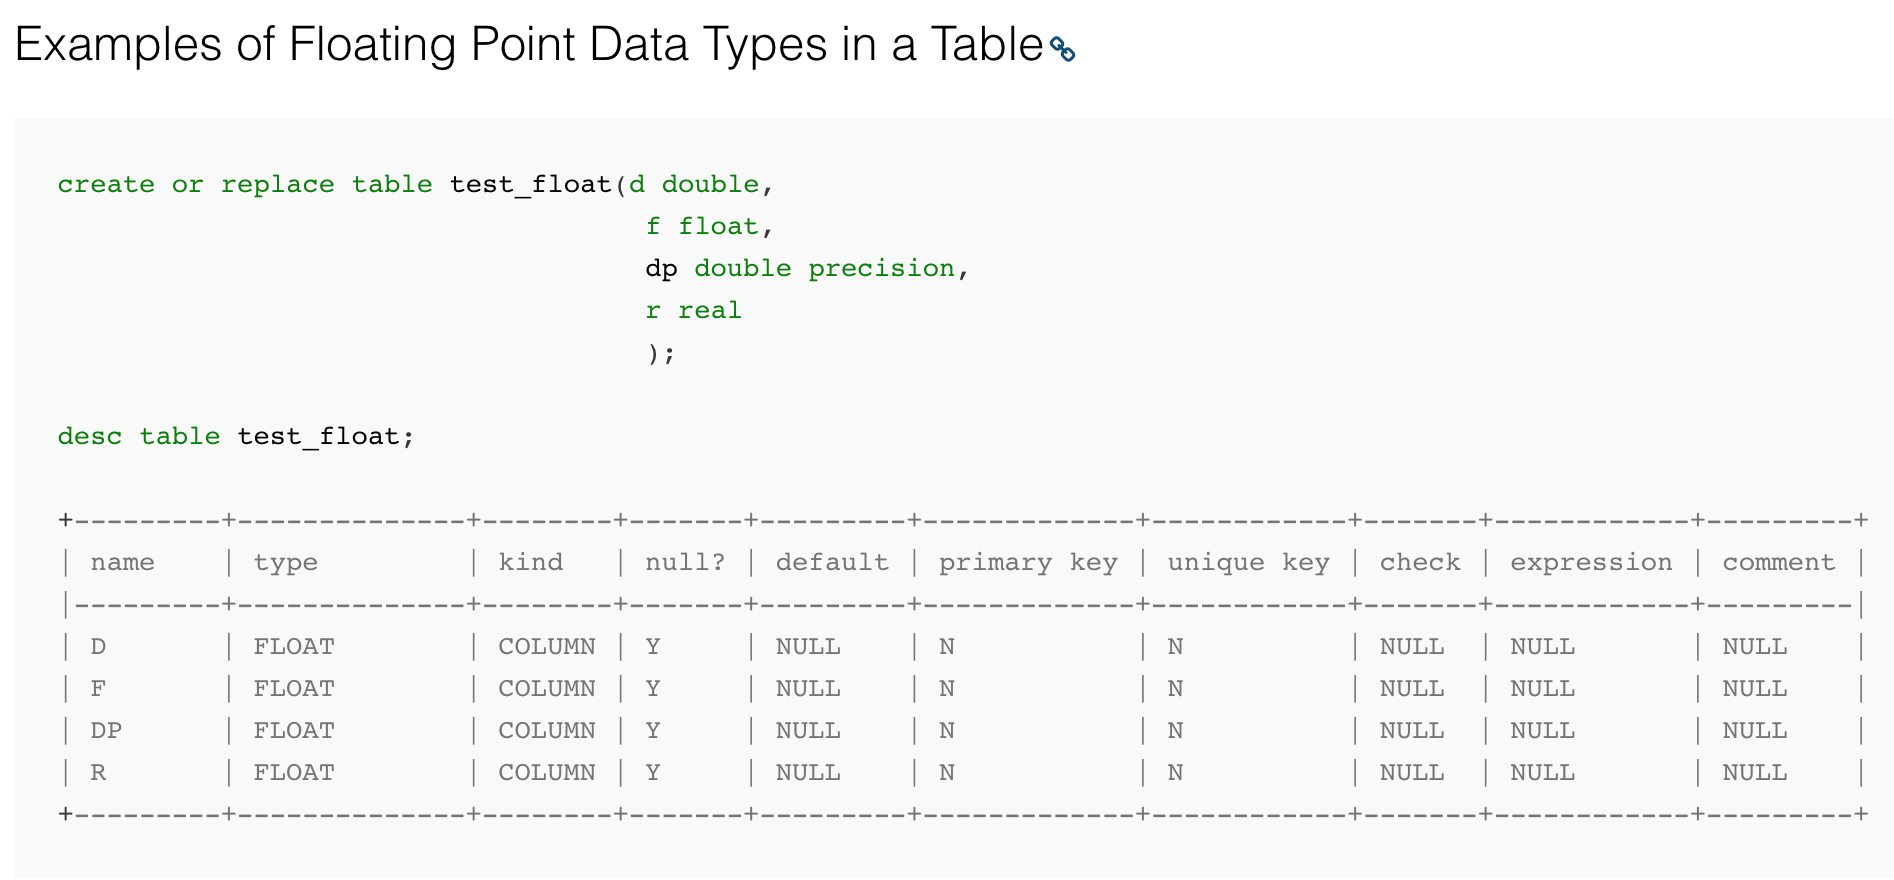 Examples of Floating Point Data Types in a Table
create or replace table test_float(d double,
                                    f float,
                                    dp double precision,
                                    r real
                                    );
desc table test_float;
+---------+--------------+--------+-------+---------+-------------+------------+-------+------------+---------+
| name    | type         | kind   | null? | default | primary key | unique key | check | expression | comment |
|---------+--------------+--------+-------+---------+-------------+------------+-------+------------+---------|
| D       | FLOAT        | COLUMN | Y     | NULL    | N           | N          | NULL  | NULL       | NULL    |
| F       | FLOAT        | COLUMN | Y     | NULL    | N           | N          | NULL  | NULL       | NULL    |
| DP      | FLOAT        | COLUMN | Y     | NULL    | N           | N          | NULL  | NULL       | NULL    |
| R       | FLOAT        | COLUMN | Y     | NULL    | N           | N          | NULL  | NULL       | NULL    |
+---------+--------------+--------+-------+---------+-------------+------------+-------+------------+---------+